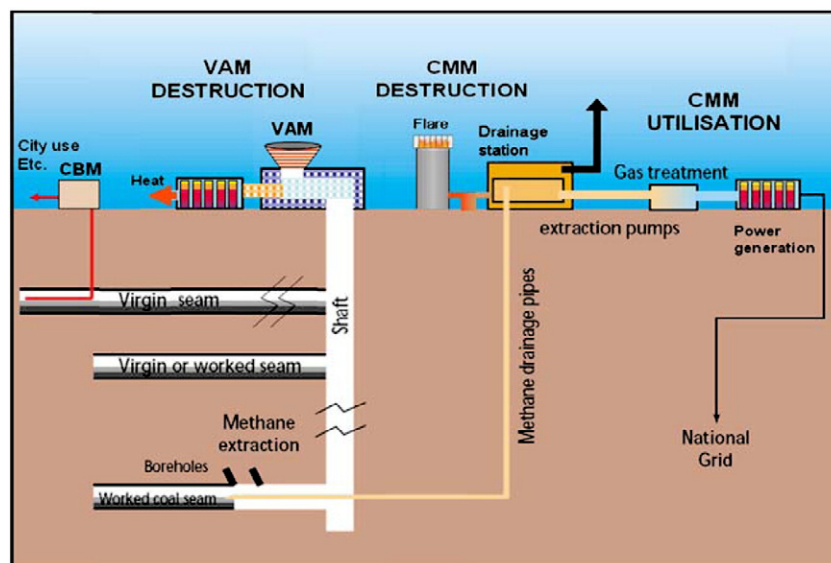 VAM
DESTRUCTION
CMM
DESTRUCTION
CMM
UTILISATION
City use
Etc.
CBM
Heat
VAM
Flare
Drainage
station
Gas treatment
extraction pumps
Power
generation
Virgin seam
Shaft
Virgin or worked seam
Methane
extraction
Boreholes
Worked coal seam
Methane drainage pipes
National
Grid